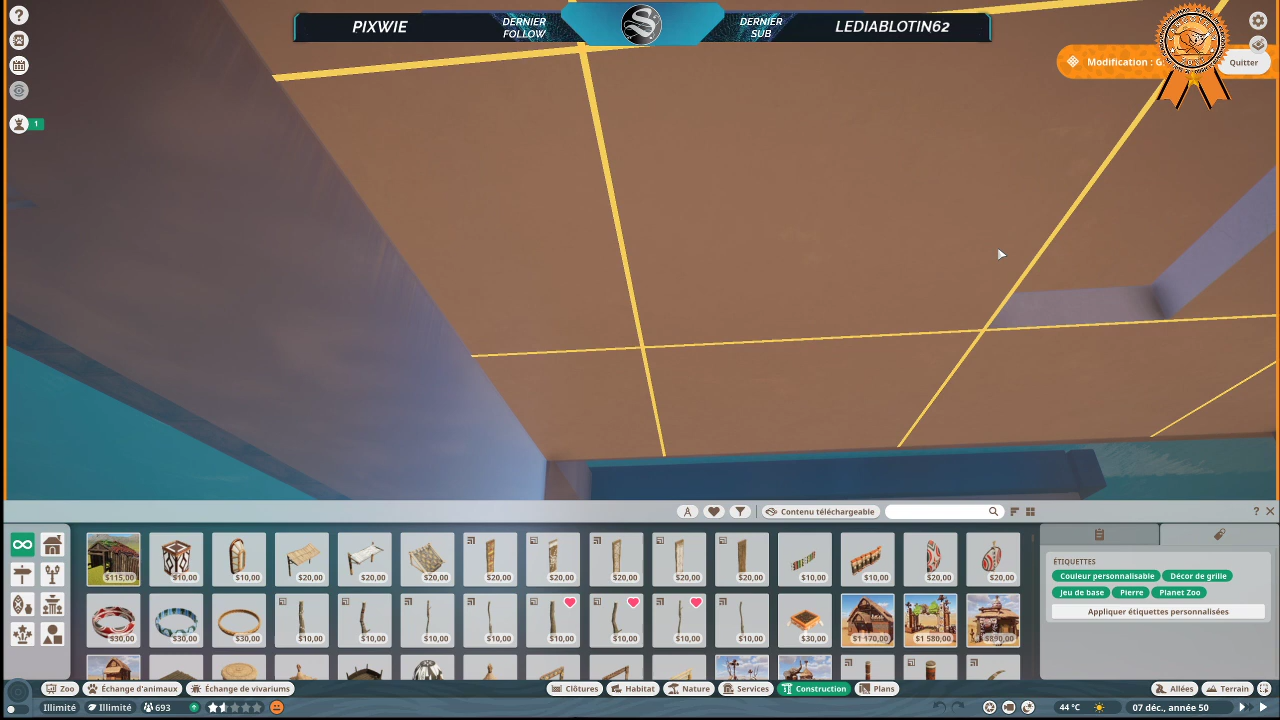 PIXWIE
DERNIER
FOLLOW
DERNIER
SUB
LEDIABLOTIN62
Modification : G
Quitter
1
A
Contenu téléchargeable
?
$115,00
$10,00
$10,00
$20,00
$20,00
$20,00
$20,00
$20,00
$20,00
$20,00
$20,00
$10,00
$10,00
$20,00
$20,00
$30,00
$30,00
$30,00
$10,00
$10,00
$10,00
$10,00
$10,00
$10,00
$10,00
$10,00
$30,00
$1 170,00
$1 580,00
$890,00
ÉTIQUETTES
Couleur personnalisable
Décor de grille
Jeu de base
Pierre
Planet Zoo
Appliquer étiquettes personnalisées
Zoo
Échange d'animaux
Échange de vivariums
Clôtures
Habitat
Nature
Services
Construction
Plans
Allées
Terrain
Illimité
Illimité
693
44 °C
07 déc., année 50